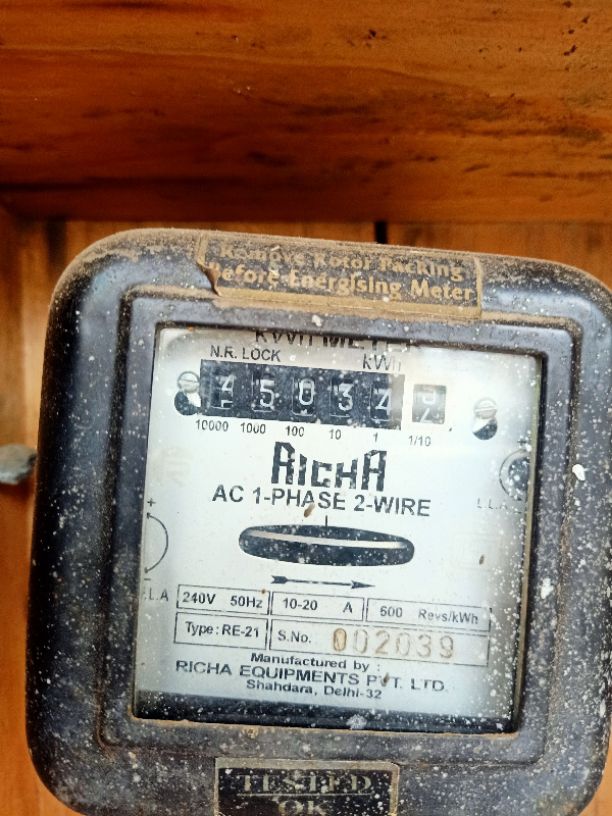 Remove Rotor Packing
Before Energising Meter
kWh METER
N.R. LOCK kWh
5 0 3
10000 1000 100 10 1 1/10
RICHA
AC 1-PHASE 2-WIRE
+
-
240V 50Hz 10-20 A 600 Revs/kWh
Type: RE-21 S.No. 002039
Manufactured by :
RICHA EQUIPMENTS PVT. LTD.
Shahdara, Delhi-32
TESTED
OK